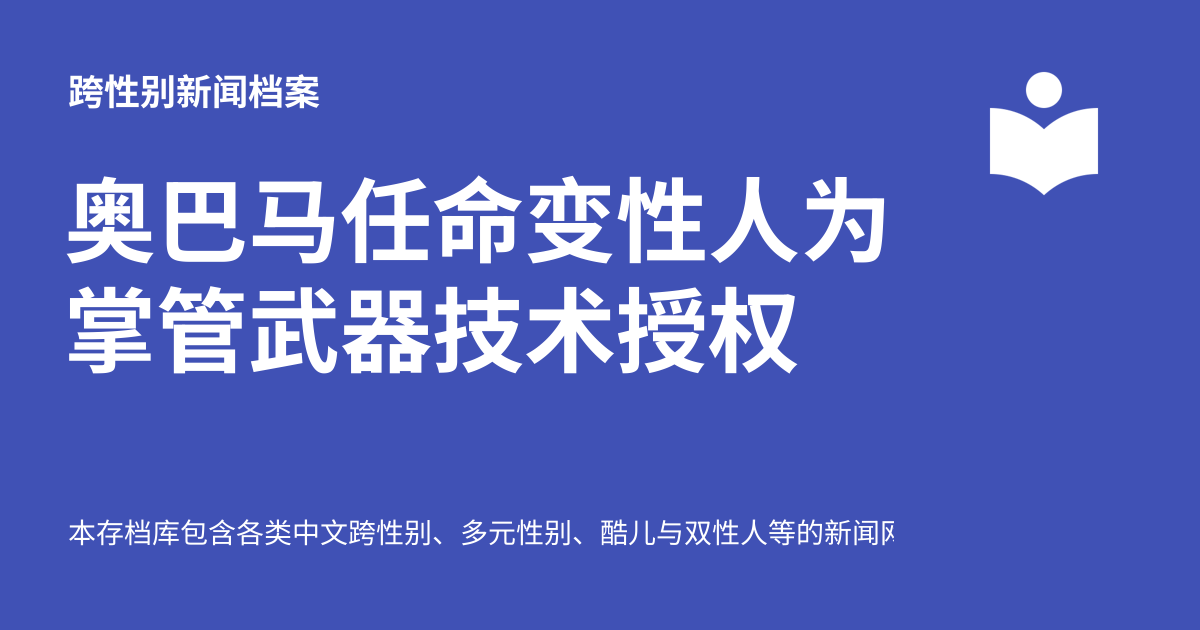 跨性别新闻档案
奥巴马任命变性人为
掌管武器技术授权
本存档库包含各类中文跨性别、多元性别、酷儿与双性人等的新闻网